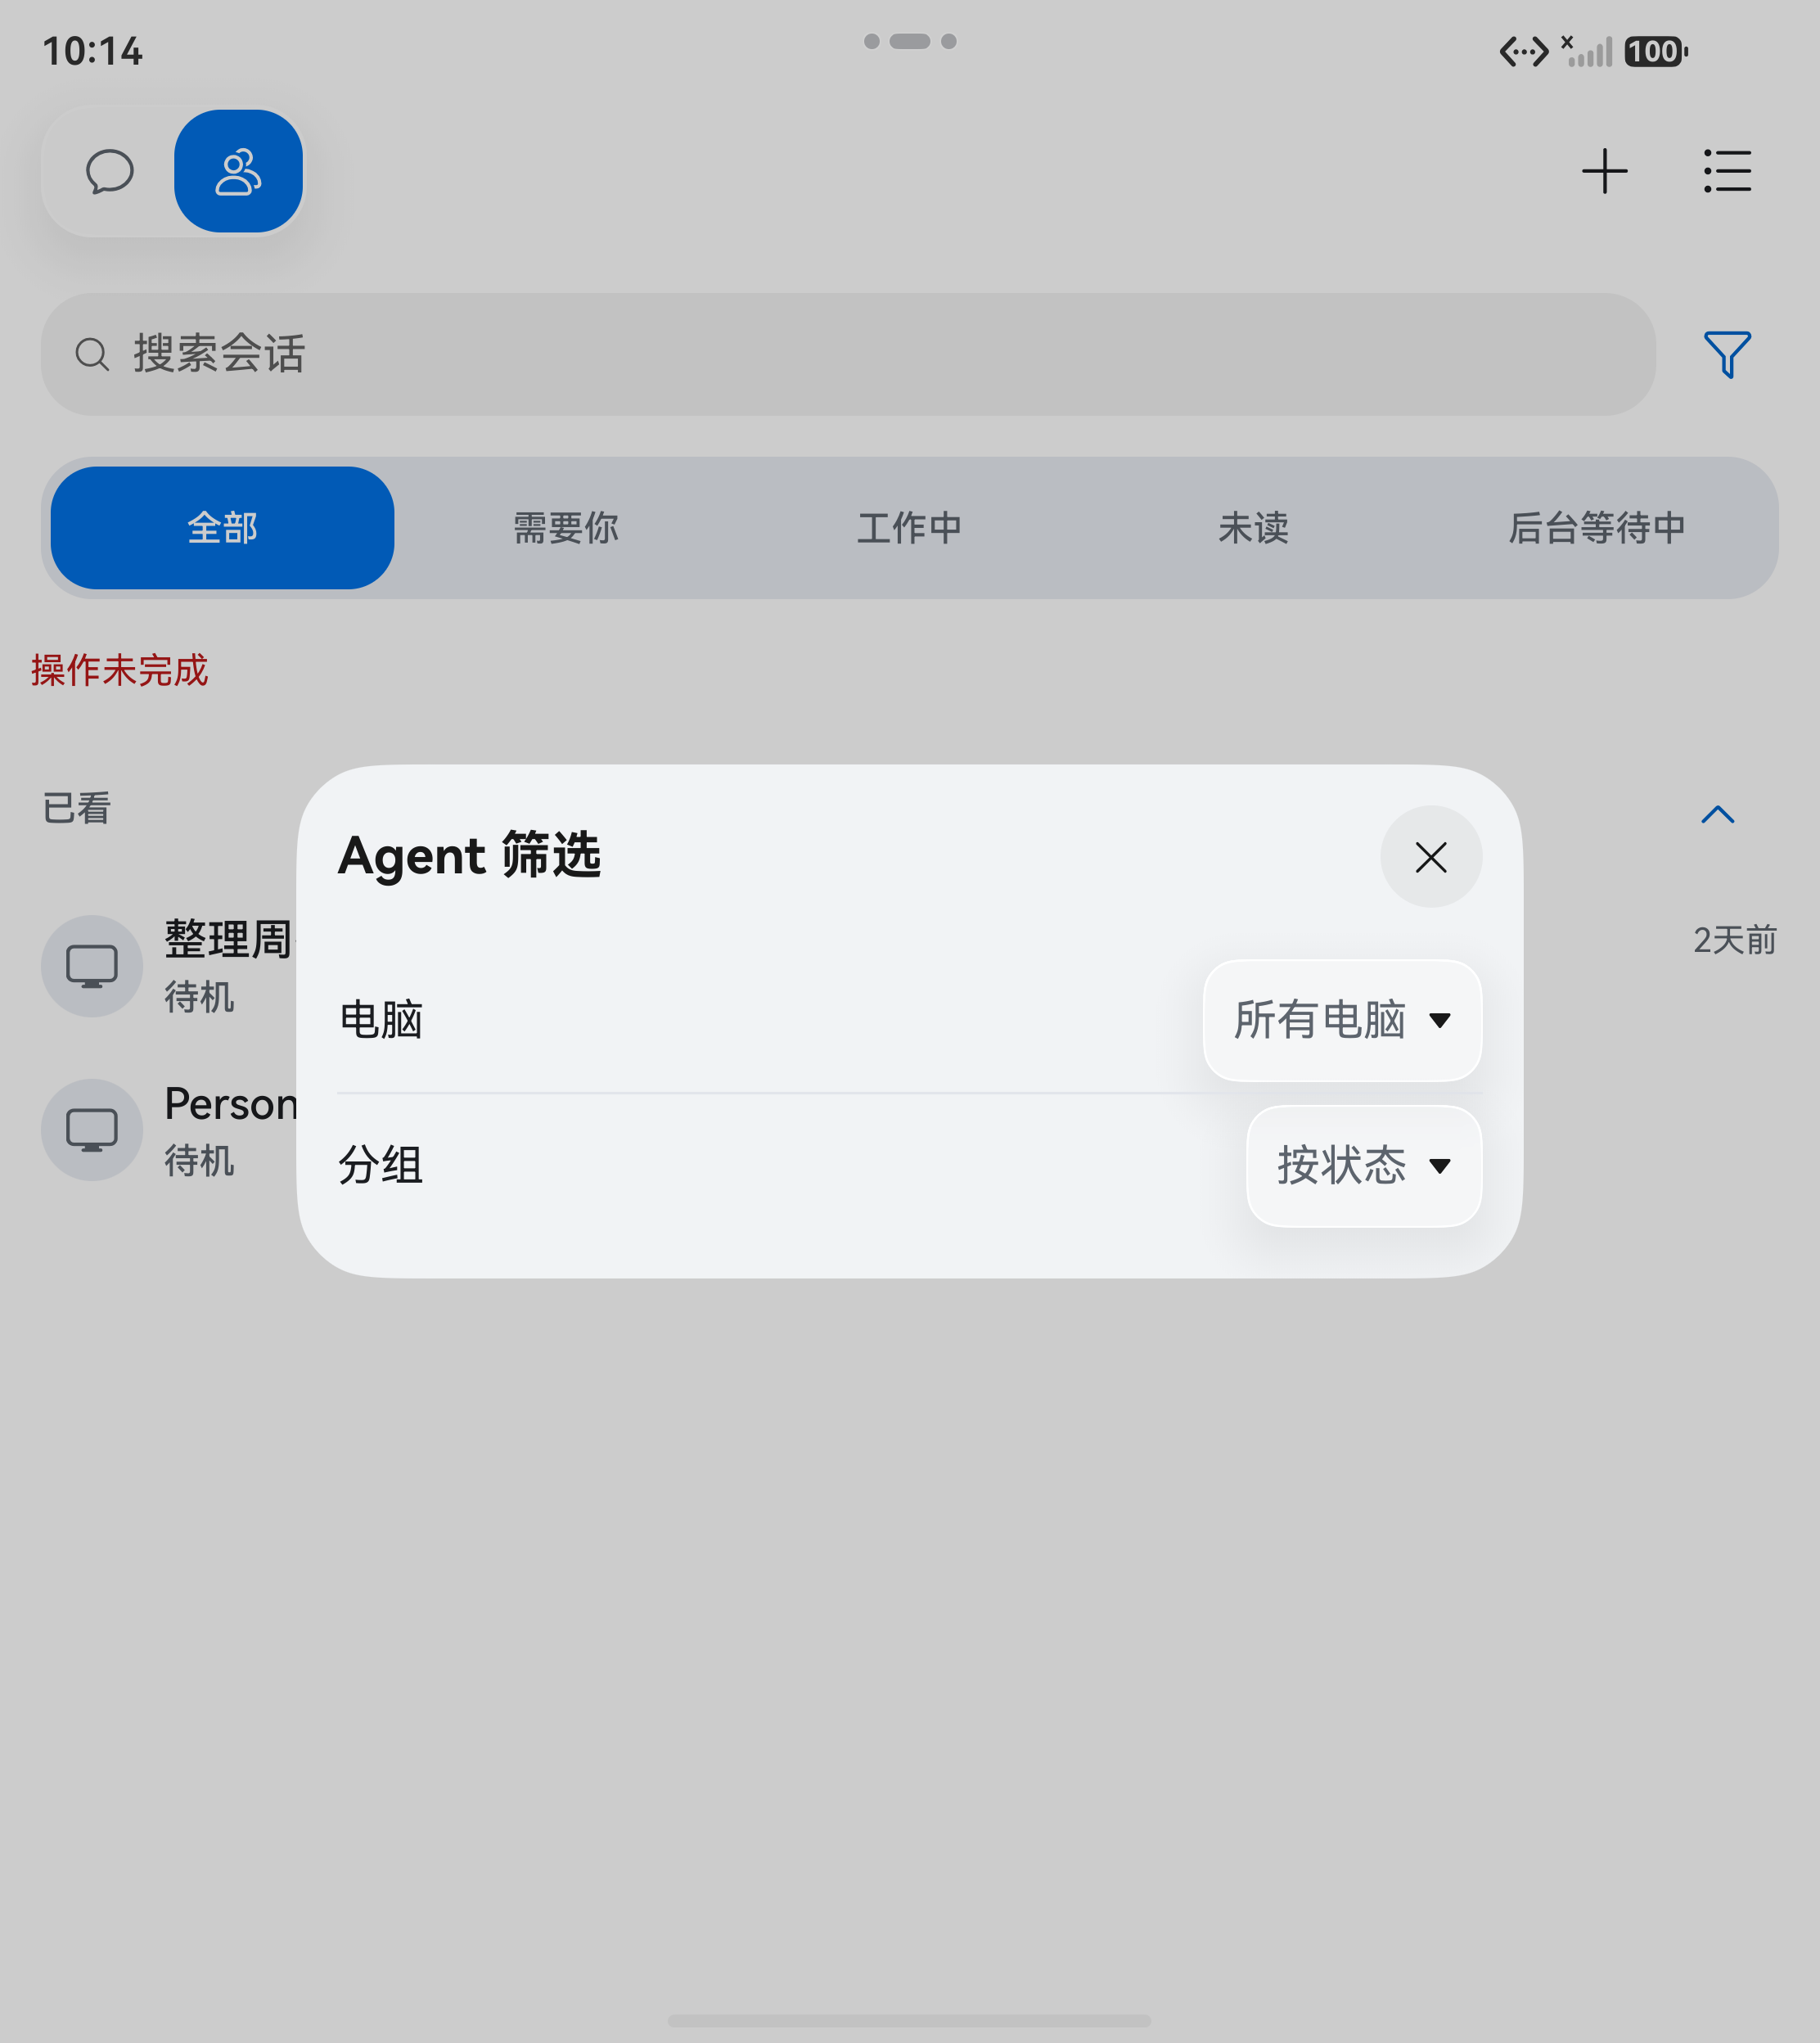 10:14
100
搜索会话
全部 需要你 工作中 未读 后台等待中
操作未完成
已看
Agent 筛选
整理周
2天前
待机
电脑 所有电脑
Person
待机
分组 按状态